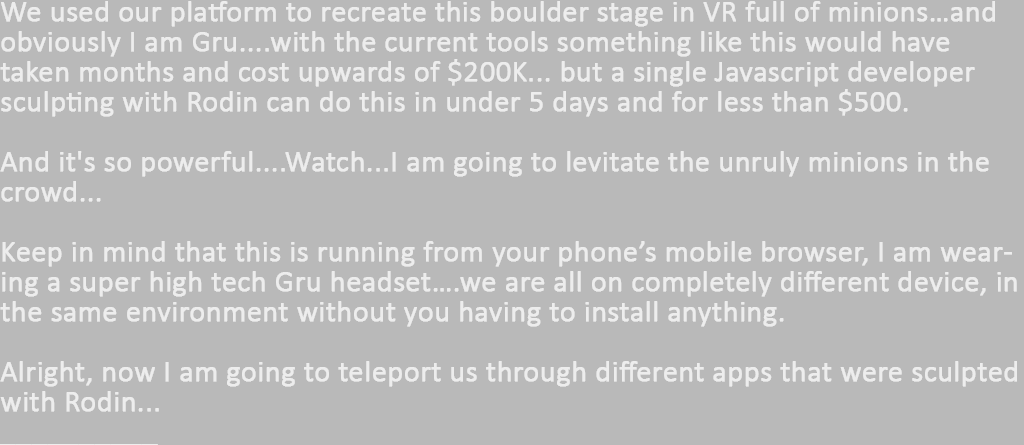 We used our platform to recreate this boulder stage in VR full of minions…and
obviously I am Gru....with the current tools something like this would have
taken months and cost upwards of $200K... but a single Javascript developer
sculpting with Rodin can do this in under 5 days and for less than $500.
And it's so powerful....Watch...I am going to levitate the unruly minions in the
crowd...
Keep in mind that this is running from your phone’s mobile browser, I am wear-
ing a super high tech Gru headset….we are all on completely different device, in
the same environment without you having to install anything.
Alright, now I am going to teleport us through different apps that were sculpted
with Rodin...